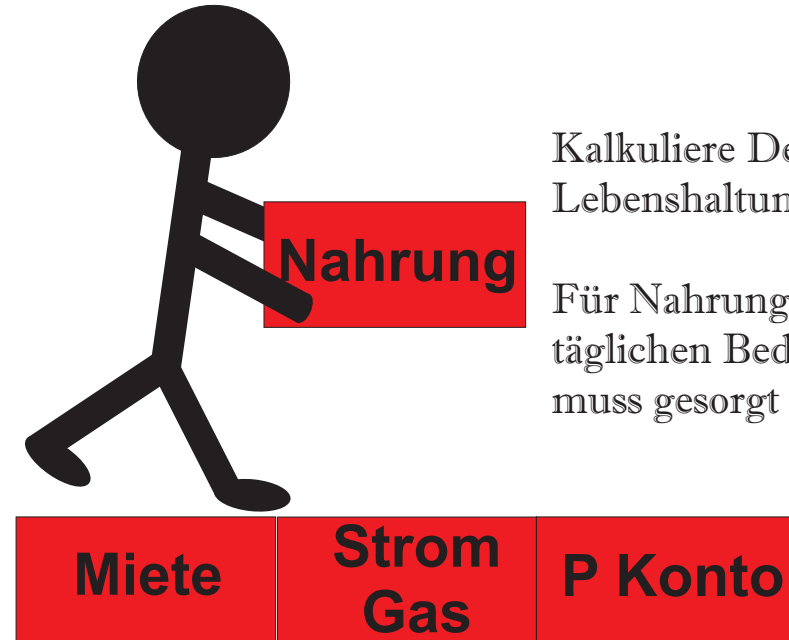 Kalkuliere
Nahrung
Für Nahrung
täglichen
muss gesorgt
Miete
Strom
Gas
P Konto